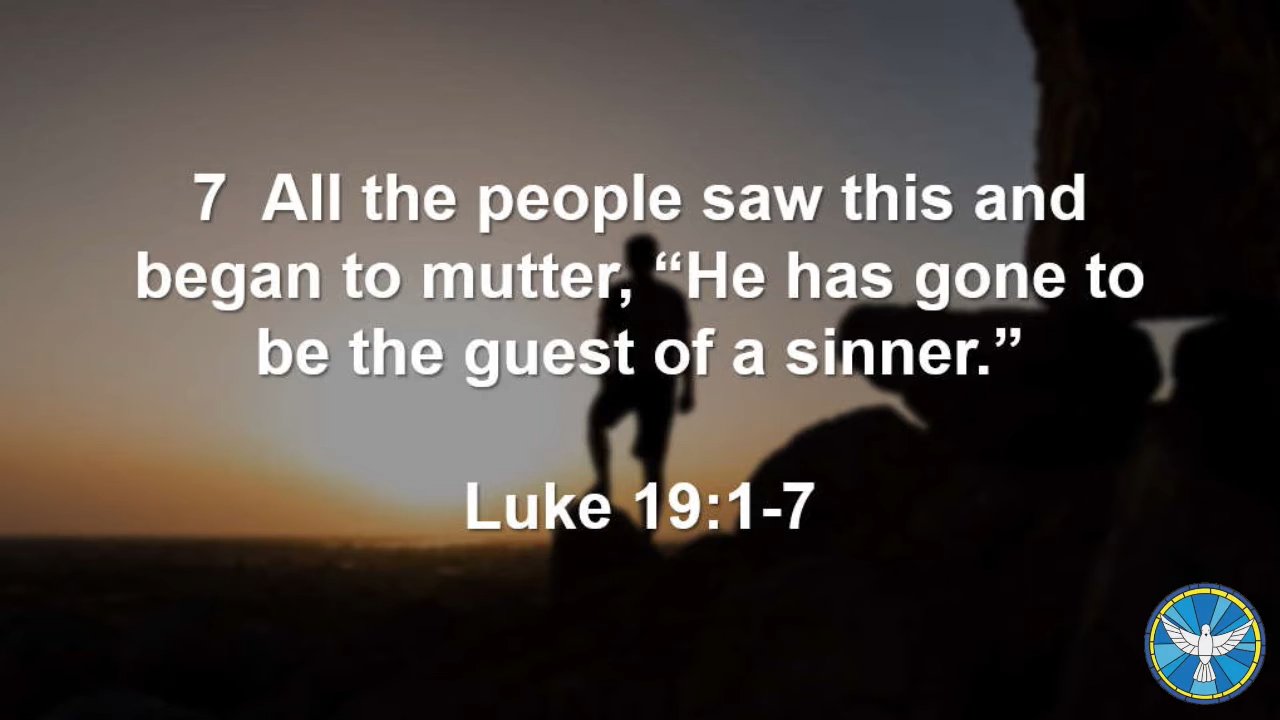 7  All the people saw this and
began to mutter, “He has gone to
be the guest of a sinner.”
Luke 19:1-7